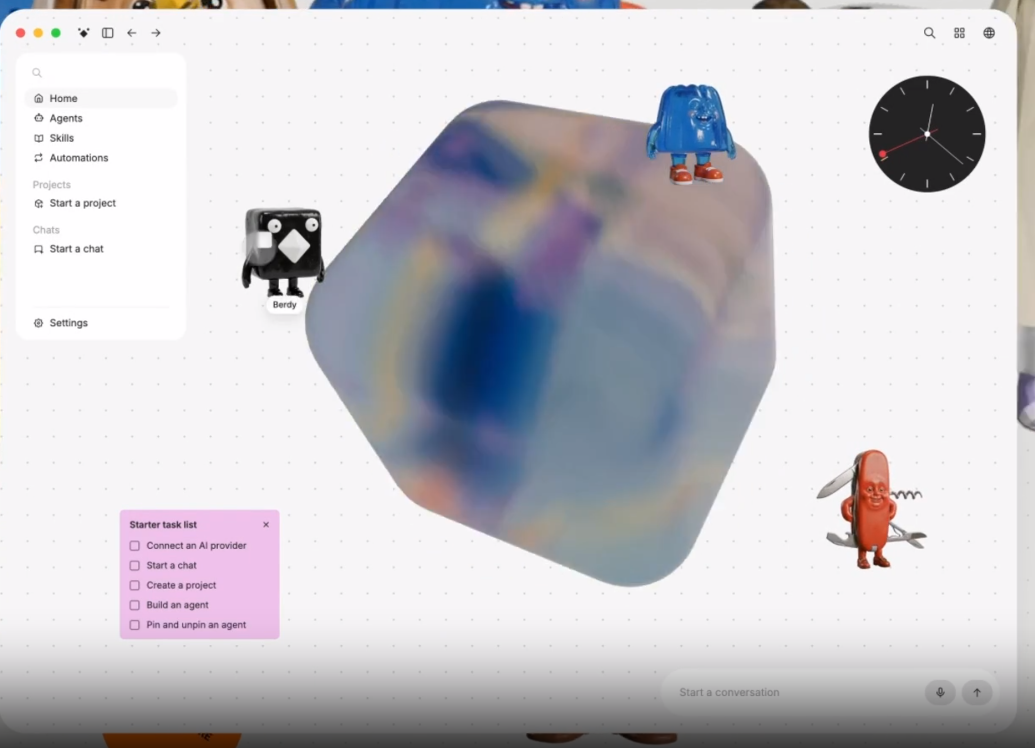 Home
Agents
Skills
Automations
Projects
Start a project
Chats
Start a chat
Settings
Berdy
Starter task list
Connect an AI provider
Start a chat
Create a project
Build an agent
Pin and unpin an agent
Start a conversation